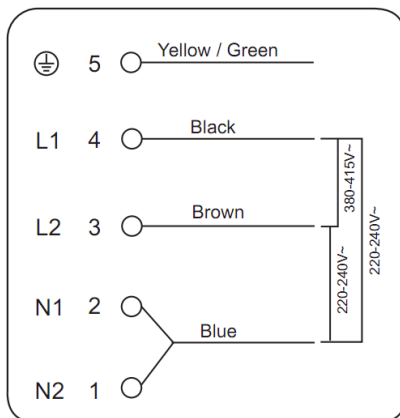 5 Yellow / Green
L1 4 Black
L2 3 Brown
N1 2
Blue
N2 1
380-415V~
220-240V~
220-240V~